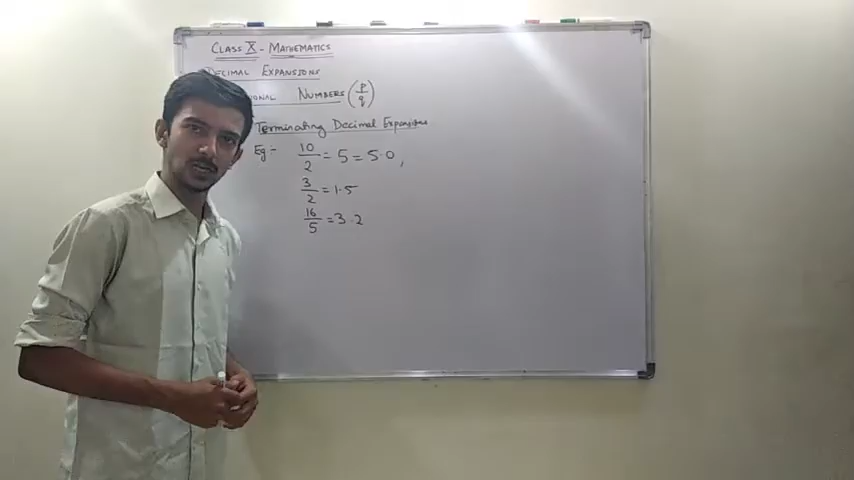 CLASS X - MATHEMATICS
DECIMAL EXPANSIONS
NUMBERS (p/q)
Terminating Decimal Expansions
Eg :- 10/2 = 5 = 5.0,
3/2 = 1.5
16/5 = 3.2